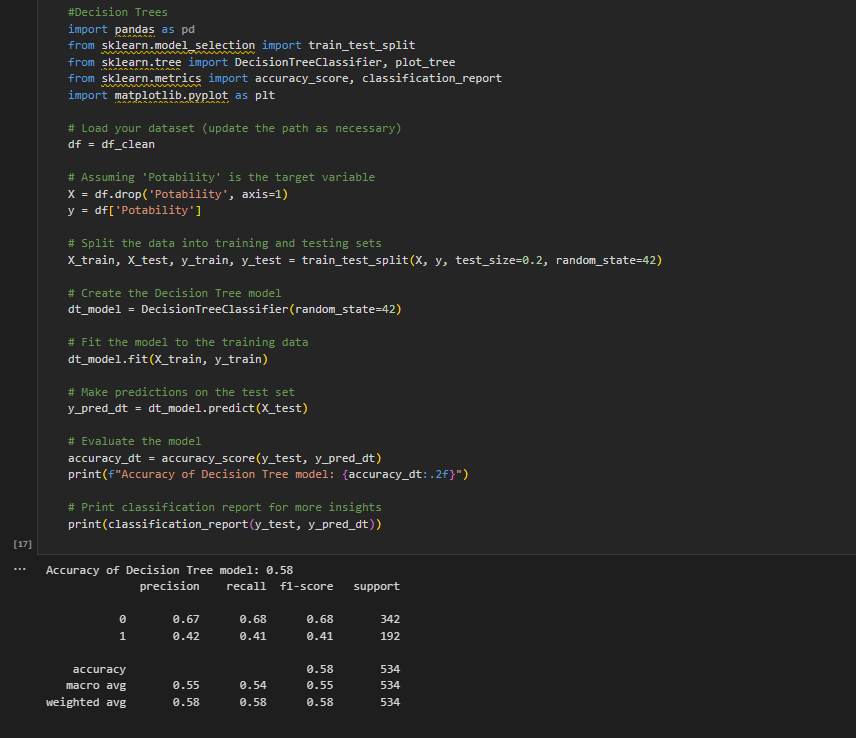 #Decision Trees
import pandas as pd
from sklearn.model_selection import train_test_split
from sklearn.tree import DecisionTreeClassifier, plot_tree
from sklearn.metrics import accuracy_score, classification_report
import matplotlib.pyplot as plt
# Load your dataset (update the path as necessary)
df = df_clean
# Assuming 'Potability' is the target variable
X = df.drop('Potability', axis=1)
y = df['Potability']
# Split the data into training and testing sets
X_train, X_test, y_train, y_test = train_test_split(X, y, test_size=0.2, random_state=42)
# Create the Decision Tree model
dt_model = DecisionTreeClassifier(random_state=42)
# Fit the model to the training data
dt_model.fit(X_train, y_train)
# Make predictions on the test set
y_pred_dt = dt_model.predict(X_test)
# Evaluate the model
accuracy_dt = accuracy_score(y_test, y_pred_dt)
print(f"Accuracy of Decision Tree model: {accuracy_dt:.2f}")
# Print classification report for more insights
print(classification_report(y_test, y_pred_dt))
[17]
... Accuracy of Decision Tree model: 0.58
precision recall f1-score support
0 0.67 0.68 0.68 342
1 0.42 0.41 0.41 192
accuracy 0.58 534
macro avg 0.55 0.54 0.55 534
weighted avg 0.58 0.58 0.58 534